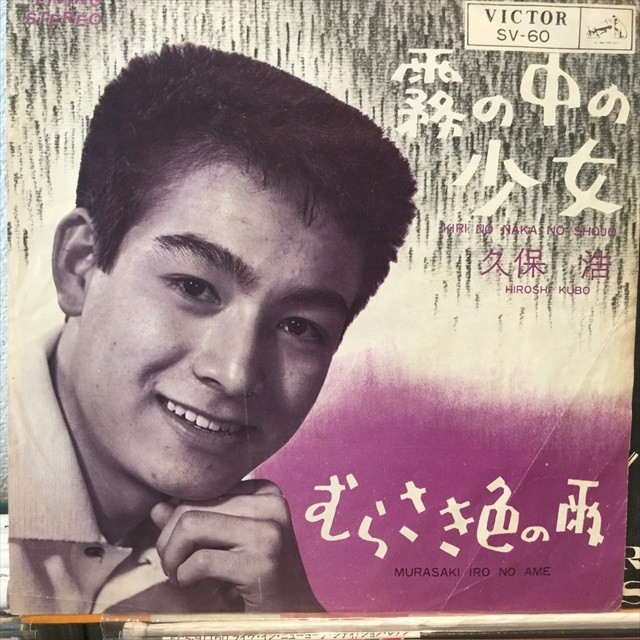 STEREO
VICTOR
SV-60
霧の中の
少女
KIRI NO NAKA NO SHOJO
久保 浩
HIROSHI KUBO
むらさき色の雨
MURASAKI IRO NO AME